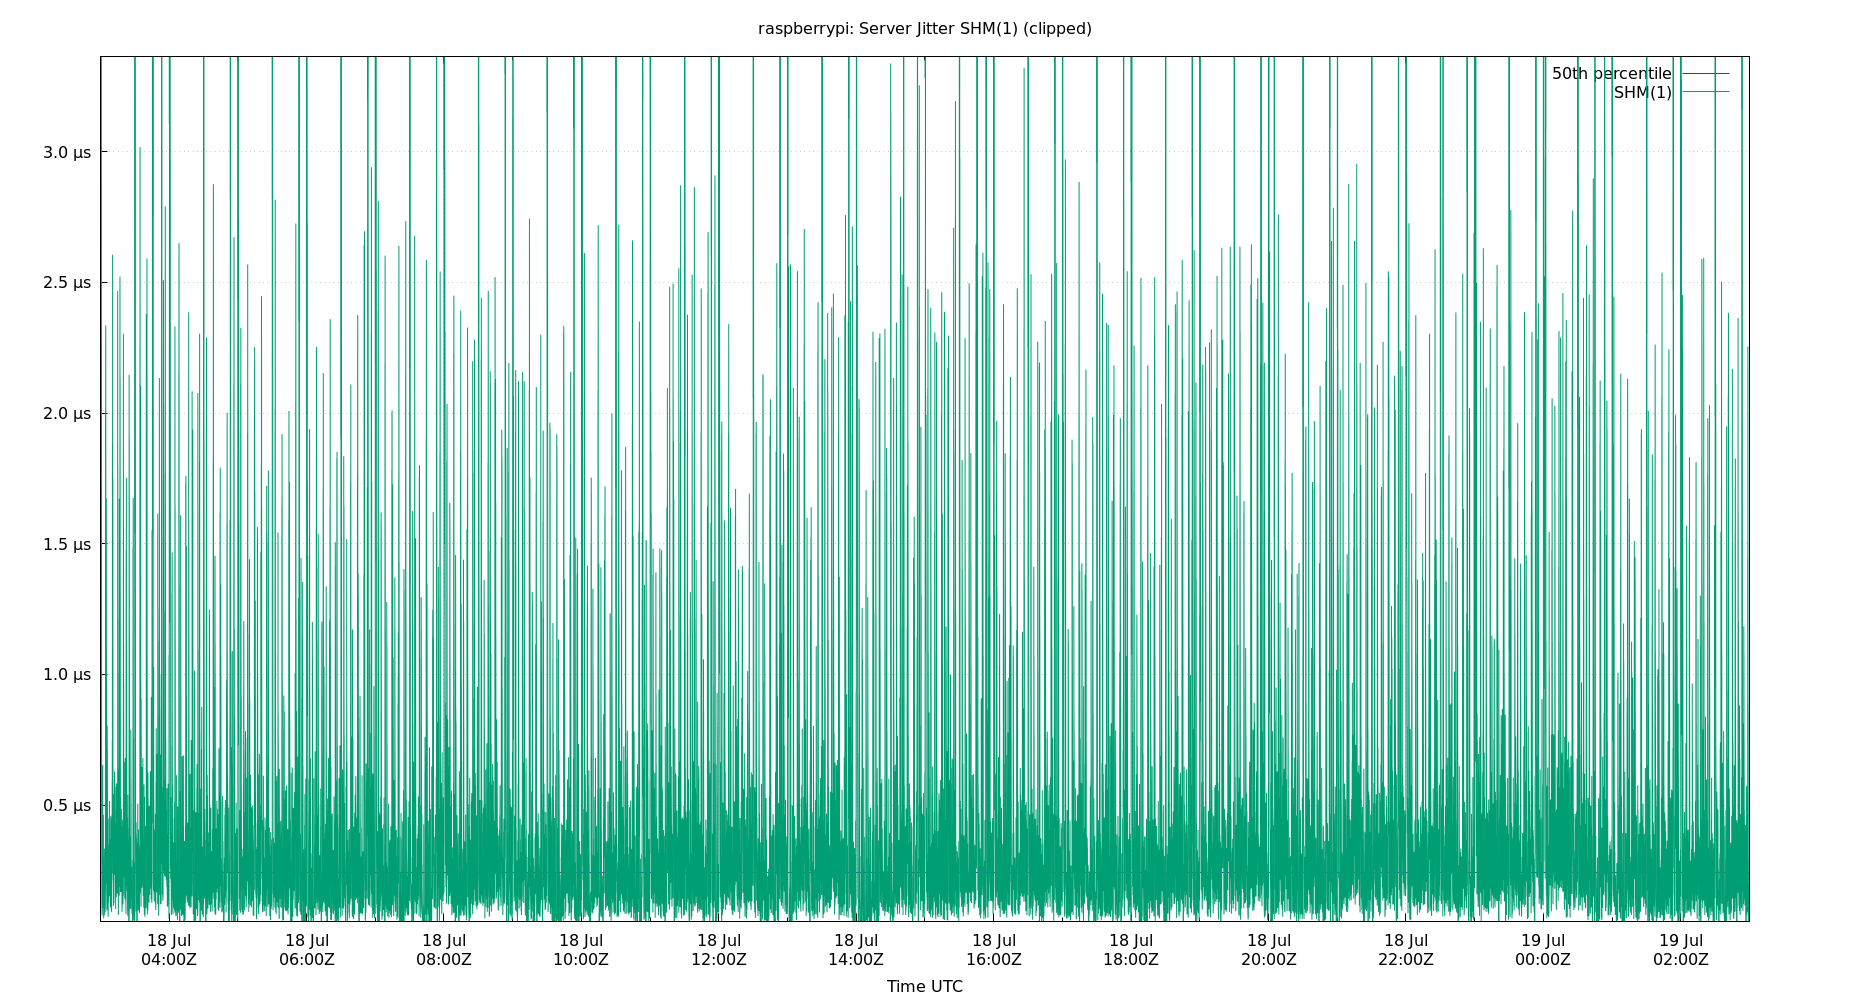 raspberrypi: Server Jitter SHM(1) (clipped)
50th percentile
SHM(1)
3.0 µs
2.5 µs
2.0 µs
1.5 µs
1.0 µs
0.5 µs
18 Jul 18 Jul 18 Jul 18 Jul 18 Jul 18 Jul 18 Jul 18 Jul 18 Jul 18 Jul 19 Jul 19 Jul
04:00Z 06:00Z 08:00Z 10:00Z 12:00Z 14:00Z 16:00Z 18:00Z 20:00Z 22:00Z 00:00Z 02:00Z
Time UTC